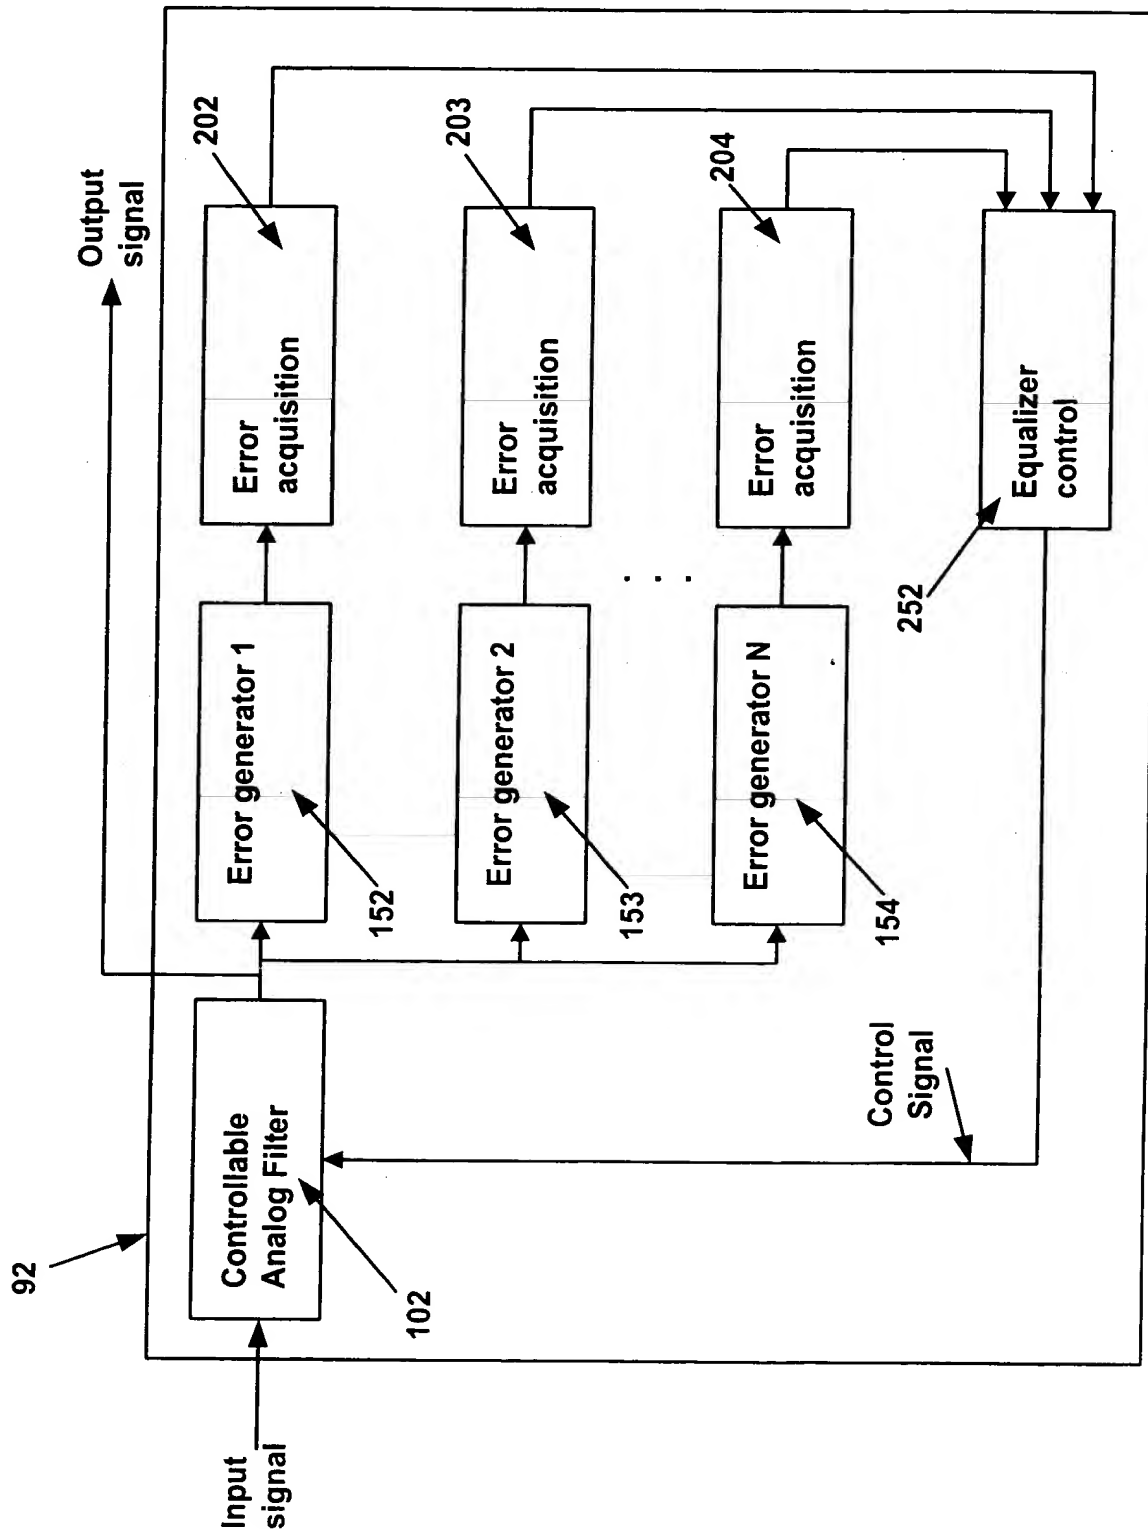 92
Input
signal
Controllable
Analog Filter
102
Output
signal
Error generator 1
152
Error
acquisition
202
Error generator 2
153
Error
acquisition
203
. . .
Error generator N
154
Error
acquisition
204
Control
Signal
Equalizer
control
252